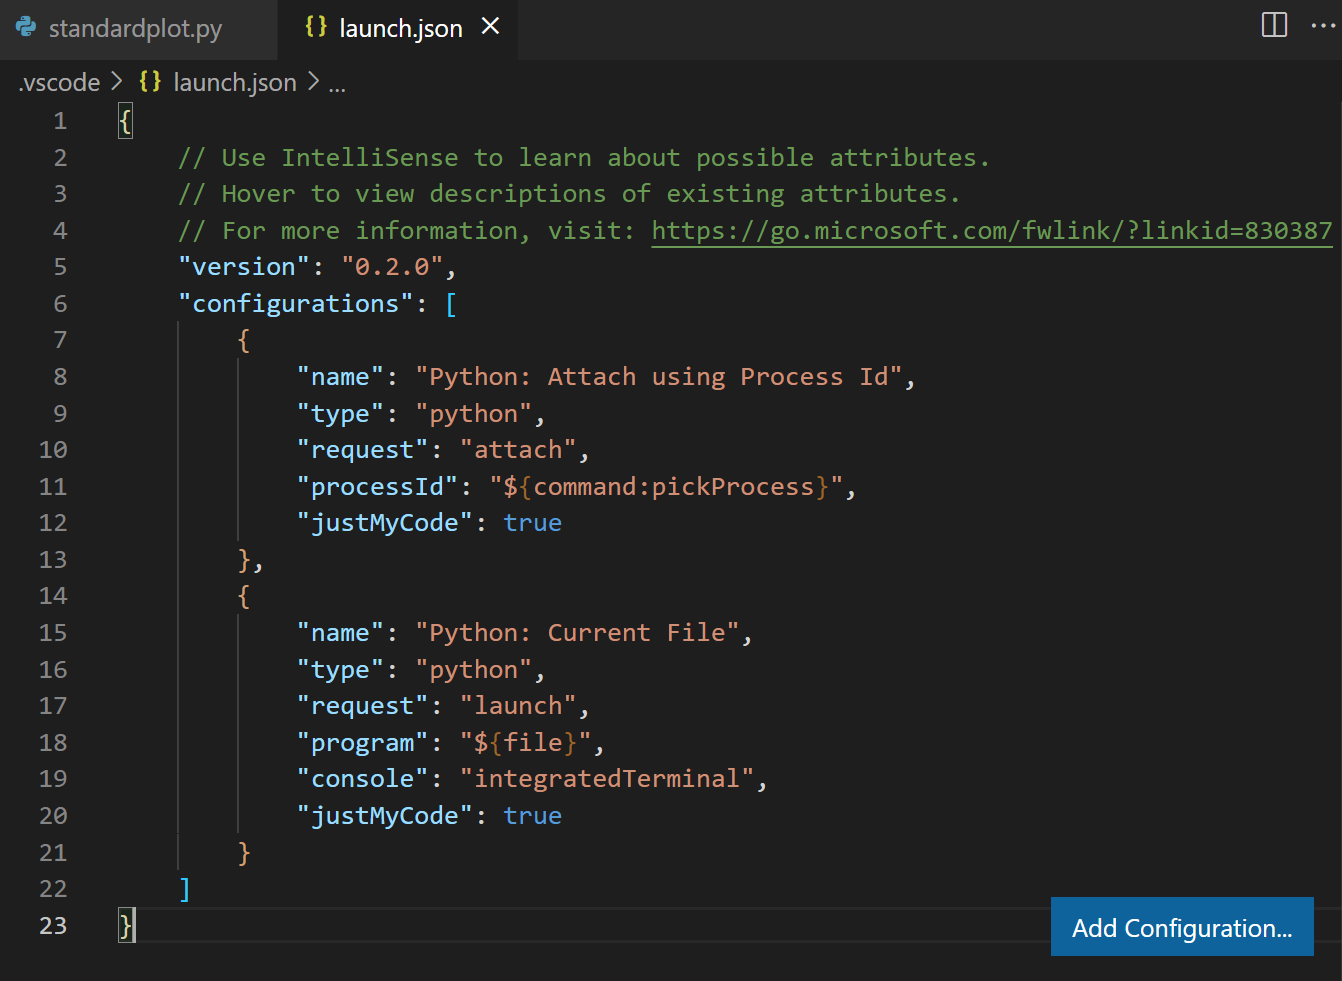 standardplot.py {} launch.json ×
.vscode > {} launch.json > ...
1 {
2 // Use IntelliSense to learn about possible attributes.
3 // Hover to view descriptions of existing attributes.
4 // For more information, visit: https://go.microsoft.com/fwlink/?linkid=830387
5 "version": "0.2.0",
6 "configurations": [
7 {
8 "name": "Python: Attach using Process Id",
9 "type": "python",
10 "request": "attach",
11 "processId": "${command:pickProcess}",
12 "justMyCode": true
13 },
14 {
15 "name": "Python: Current File",
16 "type": "python",
17 "request": "launch",
18 "program": "${file}",
19 "console": "integratedTerminal",
20 "justMyCode": true
21 }
22 ]
23 }
Add Configuration...